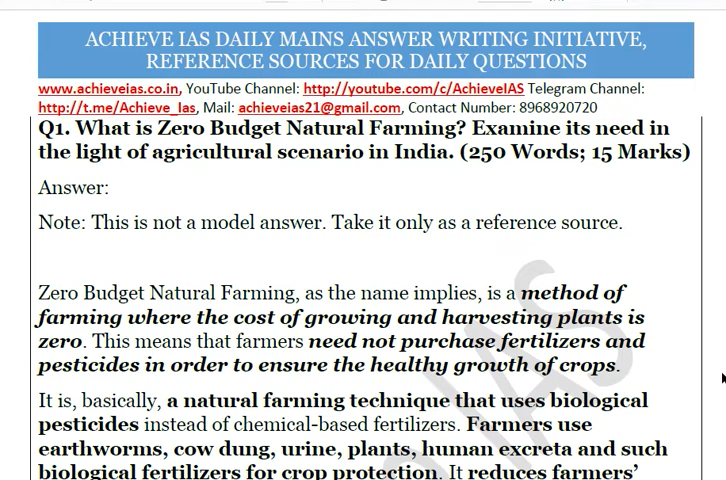 ACHIEVE IAS DAILY MAINS ANSWER WRITING INITIATIVE,
REFERENCE SOURCES FOR DAILY QUESTIONS
www.achieveias.co.in, YouTube Channel: http://youtube.com/c/AchieveIAS Telegram Channel:
http://t.me/Achieve_Ias, Mail: achieveias21@gmail.com, Contact Number: 8968920720
Q1. What is Zero Budget Natural Farming? Examine its need in
the light of agricultural scenario in India. (250 Words; 15 Marks)
Answer:
Note: This is not a model answer. Take it only as a reference source.
Zero Budget Natural Farming, as the name implies, is a method of
farming where the cost of growing and harvesting plants is
zero. This means that farmers need not purchase fertilizers and
pesticides in order to ensure the healthy growth of crops.
It is, basically, a natural farming technique that uses biological
pesticides instead of chemical-based fertilizers. Farmers use
earthworms, cow dung, urine, plants, human excreta and such
biological fertilizers for crop protection. It reduces farmers'
IAS